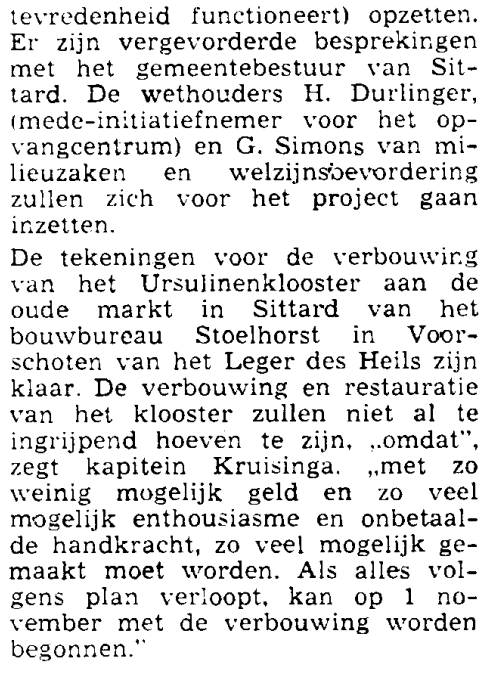 tevredenheid functioneert) opzetten.
Er zijn vergevorderde besprekingen
met het gemeentebestuur van Sit-
tard. De wethouders H. Durlinger,
(mede-initiatiefnemer voor het op-
vangcentrum) en G. Simons van mi-
lieuzaken en welzijnsbevordering
zullen zich voor het project gaan
inzetten.
De tekeningen voor de verbouwing
van het Ursulinenklooster aan de
oude markt in Sittard van het
bouwbureau Stoelhorst in Voor-
schoten van het Leger des Heils zijn
klaar. De verbouwing en restauratie
van het klooster zullen niet al te
ingrijpend hoeven te zijn, „omdat”,
zegt kapitein Kruisinga, „met zo
weinig mogelijk geld en zo veel
mogelijk enthousiasme en onbetaal-
de handkracht, zo veel mogelijk ge-
maakt moet worden. Als alles vol-
gens plan verloopt, kan op 1 no-
vember met de verbouwing worden
begonnen.”